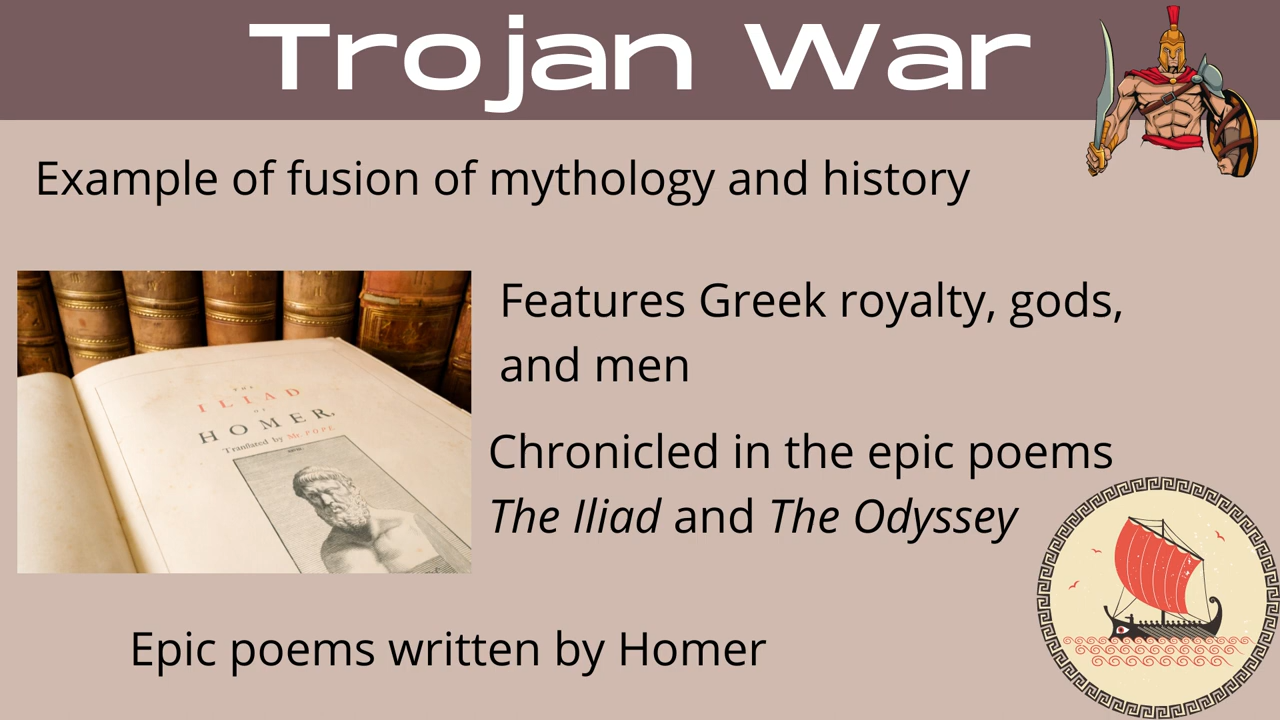 Trojan War
Example of fusion of mythology and history
Features Greek royalty, gods,
and men
Chronicled in the epic poems
The Iliad and The Odyssey
THE
ILIAD
OF
HOMER.
Tranſlated by Mr. POPE
Epic poems written by Homer